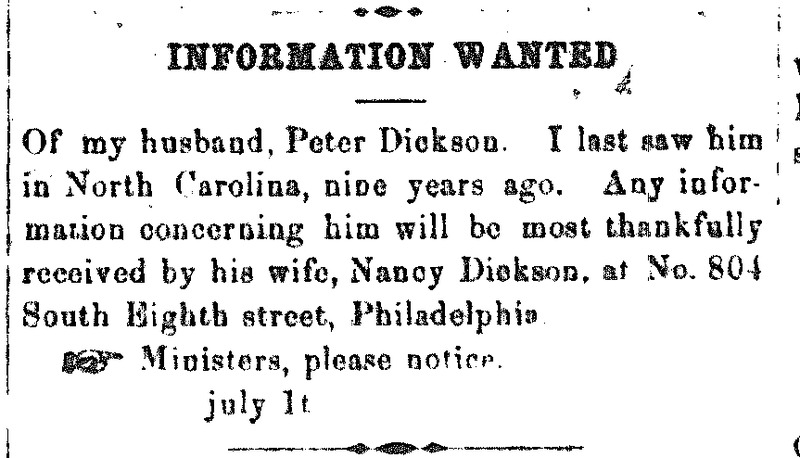 INFORMATION WANTED
Of my husband, Peter Dickson. I last saw him
in North Carolina, nine years ago. Any infor-
mation concerning him will be most thankfully
received by his wife, Nancy Dickson, at No. 804
South Eighth street, Philadelphia
☞ Ministers, please notice.
july 1t